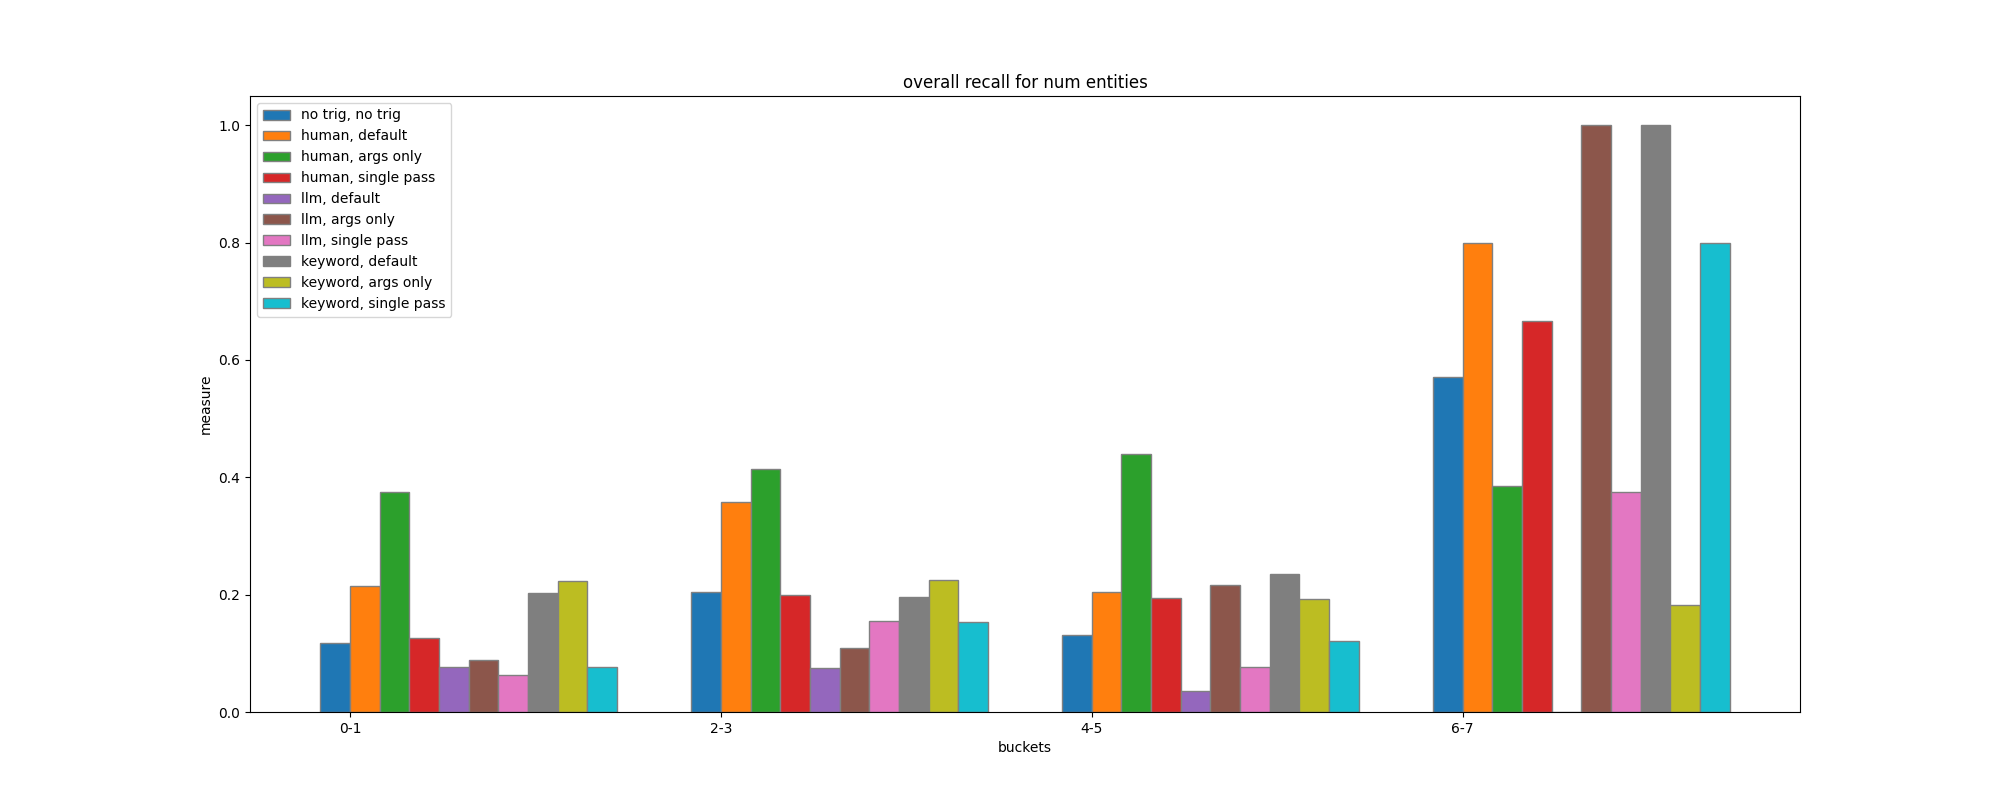 overall recall for num entities
no trig, no trig
human, default
human, args only
human, single pass
llm, default
llm, args only
llm, single pass
keyword, default
keyword, args only
keyword, single pass
measure
1.0
0.8
0.6
0.4
0.2
0.0
0-1 2-3 4-5 6-7
buckets